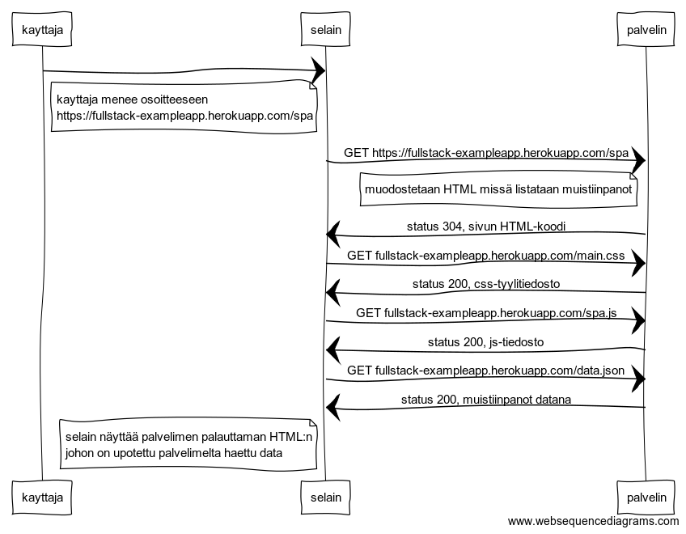 kayttaja selain palvelin
kayttaja menee osoitteeseen
https://fullstack-exampleapp.herokuapp.com/spa
GET https://fullstack-exampleapp.herokuapp.com/spa
muodostetaan HTML missä listataan muistiinpanot
status 304, sivun HTML-koodi
GET fullstack-exampleapp.herokuapp.com/main.css
status 200, css-tyylitiedosto
GET fullstack-exampleapp.herokuapp.com/spa.js
status 200, js-tiedosto
GET fullstack-exampleapp.herokuapp.com/data.json
status 200, muistiinpanot datana
selain näyttää palvelimen palauttaman HTML:n
johon on upotettu palvelimelta haettu data
kayttaja selain palvelin
www.websequencediagrams.com